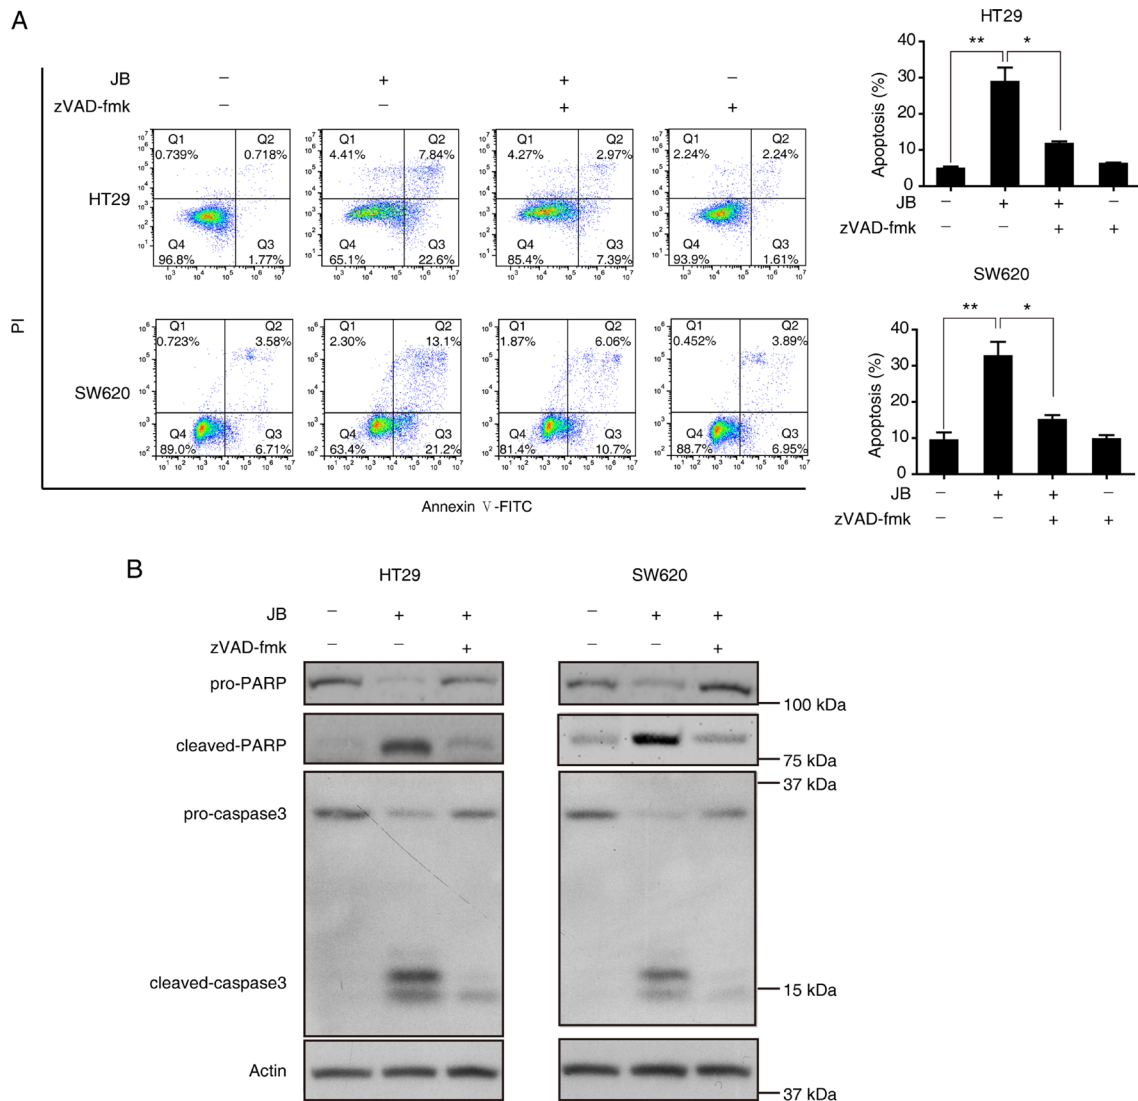 A
JB – + + –
zVAD-fmk – – + +
HT29
Q1 Q2
0.739% 0.718%
Q4 Q3
96.8% 1.77%
Q1 Q2
4.41% 7.84%
Q4 Q3
65.1% 22.6%
Q1 Q2
4.27% 2.97%
Q4 Q3
85.4% 7.39%
Q1 Q2
2.24% 2.24%
Q4 Q3
93.9% 1.61%
SW620
Q1 Q2
0.723% 3.58%
Q4 Q3
89.0% 6.71%
Q1 Q2
2.30% 13.1%
Q4 Q3
63.4% 21.2%
Q1 Q2
1.87% 6.06%
Q4 Q3
81.4% 10.7%
Q1 Q2
0.452% 3.89%
Q4 Q3
88.7% 6.95%
PI
Annexin V-FITC
HT29
** *
Apoptosis (%)
40
30
20
10
0
JB – + + –
zVAD-fmk – – + +
SW620
** *
Apoptosis (%)
40
30
20
10
0
JB – + + –
zVAD-fmk – – + +
B
HT29 SW620
JB – + + – + +
zVAD-fmk – – + – – +
pro-PARP
100 kDa
cleaved-PARP
75 kDa
37 kDa
pro-caspase3
cleaved-caspase3
15 kDa
Actin
37 kDa